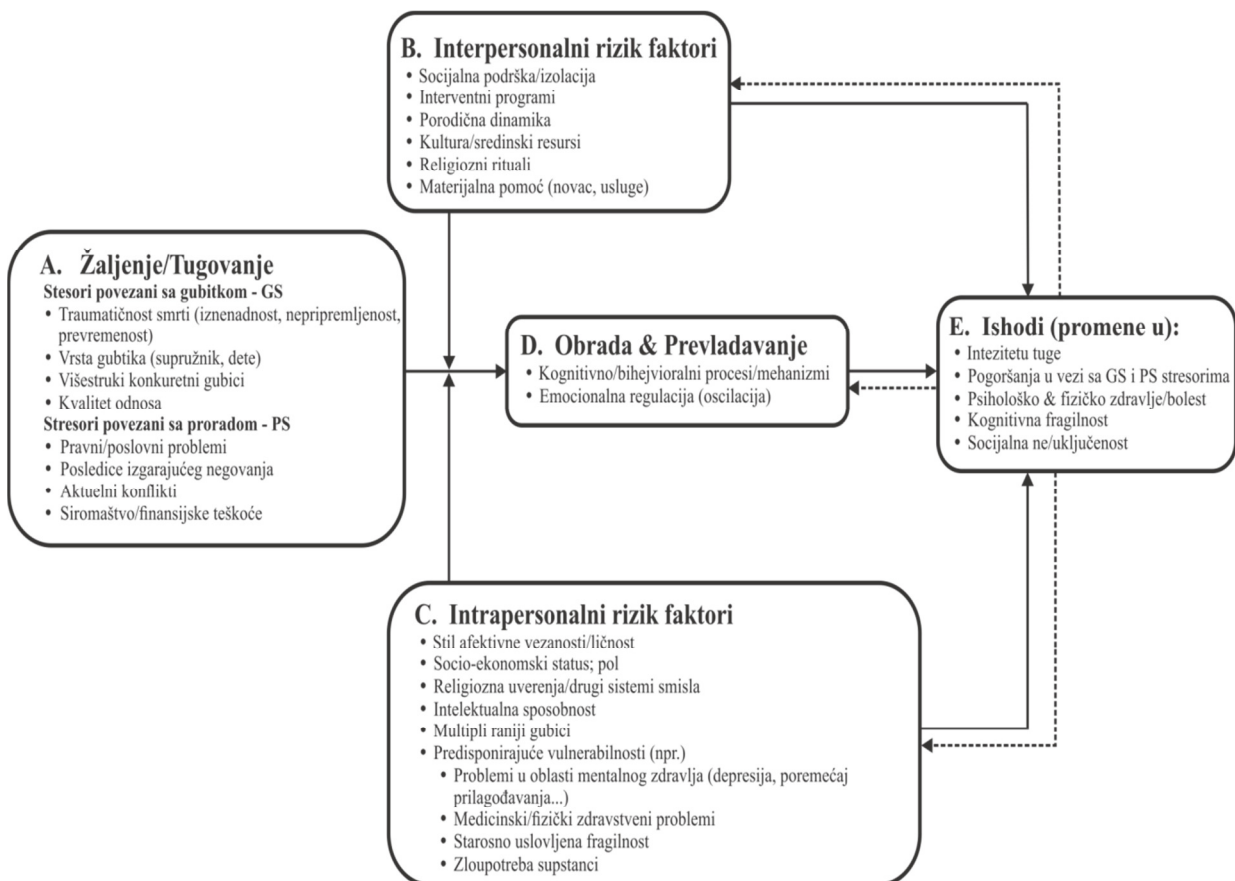 B. Interpersonalni rizik faktori
• Socijalna podrška/izolacija
• Interventni programi
• Porodična dinamika
• Kultura/sredinski resursi
• Religiozni rituali
• Materijalna pomoć (novac, usluge)
A. Žaljenje/Tugovanje
Stesori povezani sa gubitkom - GS
• Traumatičnost smrti (iznenadnost, nepripremljenost,
prevremenost)
• Vrsta gubtika (supružnik, dete)
• Višestruki konkuretni gubici
• Kvalitet odnosa
Stresori povezani sa proradom - PS
• Pravni/poslovni problemi
• Posledice izgarajućeg negovanja
• Aktuelni konflikti
• Siromaštvo/finansijske teškoće
D. Obrada & Prevladavanje
• Kognitivno/bihejvioralni procesi/mehanizmi
• Emocionalna regulacija (oscilacija)
E. Ishodi (promene u):
• Intezitetu tuge
• Pogoršanja u vezi sa GS i PS stresorima
• Psihološko & fizičko zdravlje/bolest
• Kognitivna fragilnost
• Socijalna ne/uključenost
C. Intrapersonalni rizik faktori
• Stil afektivne vezanosti/ličnost
• Socio-ekonomski status; pol
• Religiozna uverenja/drugi sistemi smisla
• Intelektualna sposobnost
• Multipli raniji gubici
• Predisponirajuće vulnerabilnosti (npr.)
• Problemi u oblasti mentalnog zdravlja (depresija, poremećaj
prilagođavanja...)
• Medicinski/fizički zdravstveni problemi
• Starosno uslovljena fragilnost
• Zloupotreba supstanci